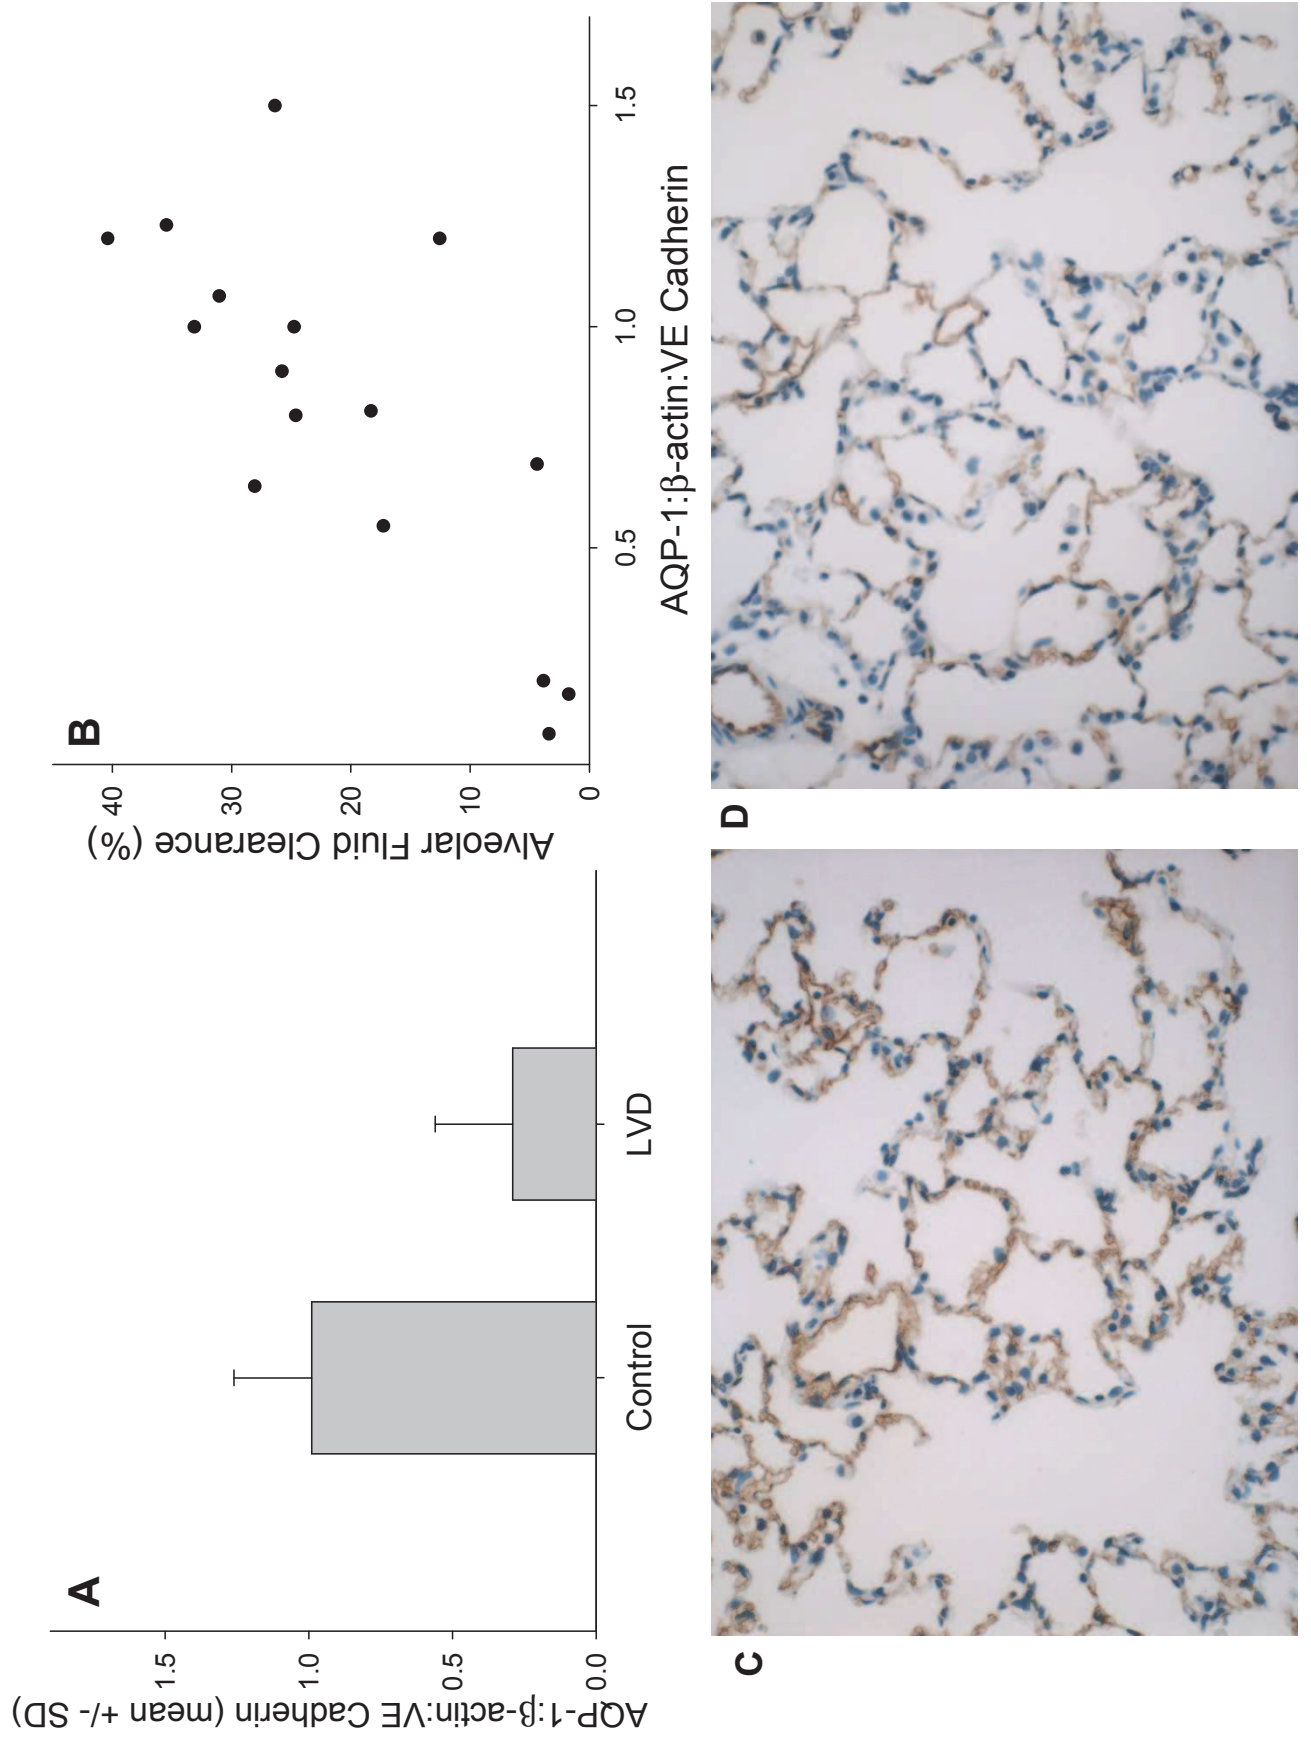 A
AQP-1:β-actin:VE Cadherin (mean +/- SD)
1.5
1.0
0.5
0.0
Control
LVD
B
Alveolar Fluid Clearance (%)
40
30
20
10
0
0.5
1.0
1.5
AQP-1:β-actin:VE Cadherin
C
D